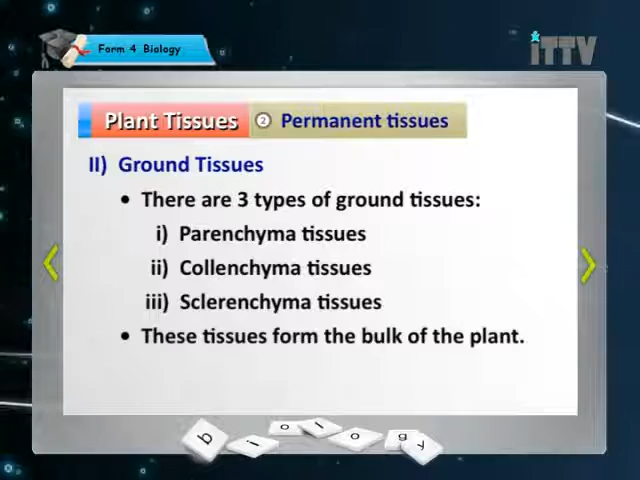 Form 4 Biology
iTTV
Plant Tissues 2 Permanent tissues
II) Ground Tissues
• There are 3 types of ground tissues:
i) Parenchyma tissues
ii) Collenchyma tissues
iii) Sclerenchyma tissues
• These tissues form the bulk of the plant.
biology